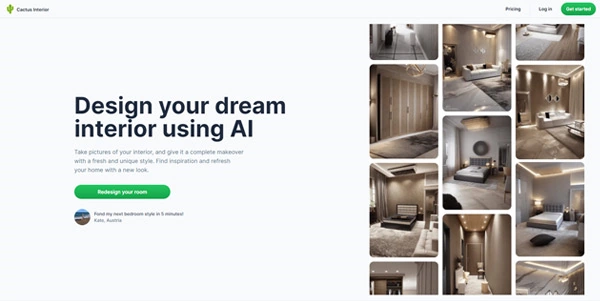 Cactus Interior
Pricing
Log in
Get started
Design your dream
interior using AI
Take pictures of your interior, and give it a complete makeover
with a fresh and unique style. Find inspiration and refresh
your home with a new look.
Redesign your room
Fond my next bedroom style in 5 minutes!
Kate, Austria